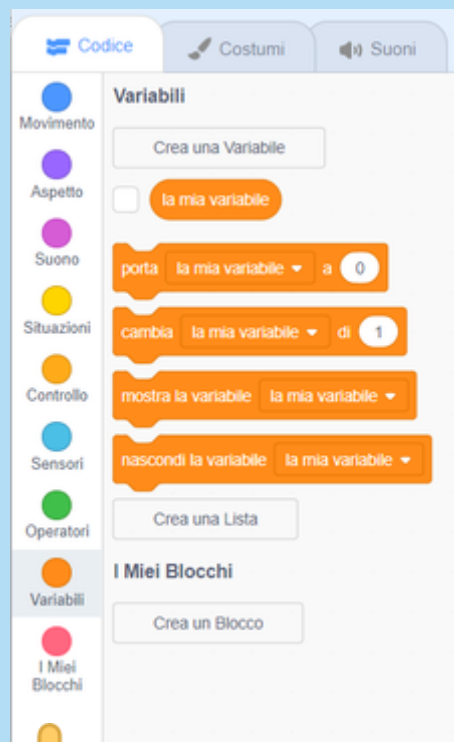 Codice Costumi Suoni
Movimento
Aspetto
Suono
Situazioni
Controllo
Sensori
Operatori
Variabili
I Miei
Blocchi
Variabili
Crea una Variabile
la mia variabile
porta la mia variabile a 0
cambia la mia variabile di 1
mostra la variabile la mia variabile
nascondi la variabile la mia variabile
Crea una Lista
I Miei Blocchi
Crea un Blocco